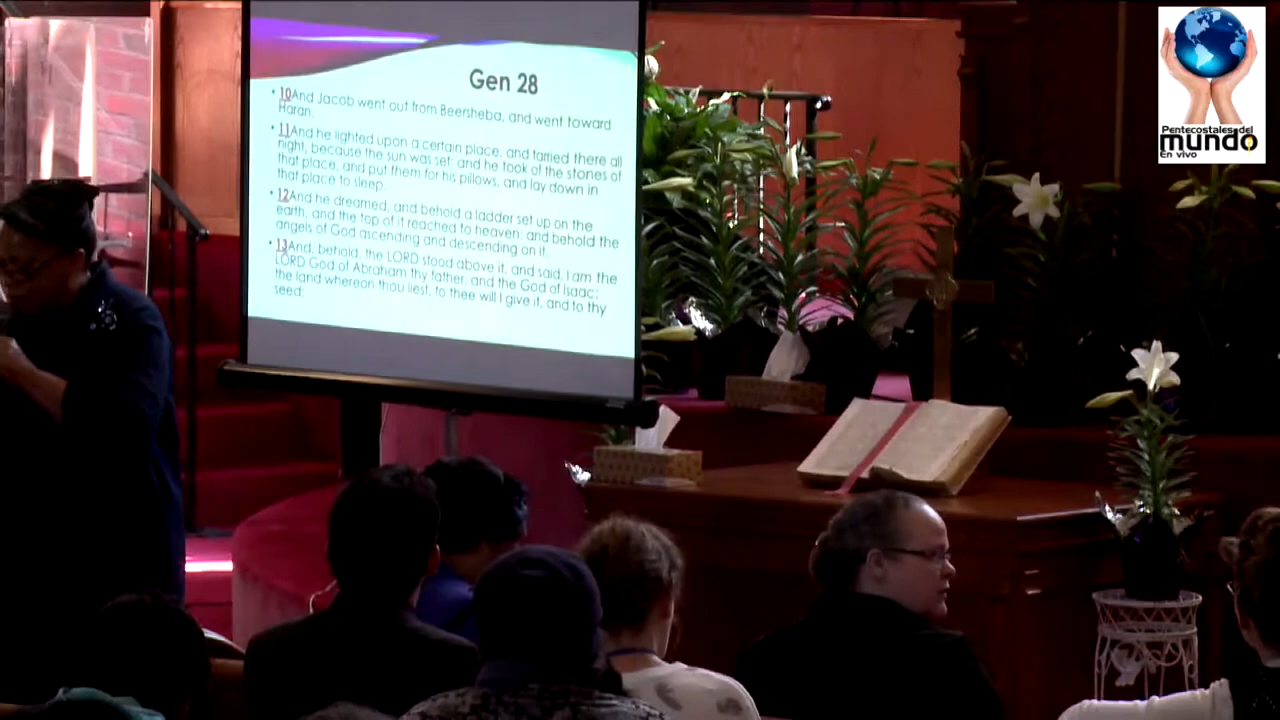 Gen 28
• 10And Jacob went out from Beersheba, and went toward
Haran.
• 11And he lighted upon a certain place, and tarried there all
night, because the sun was set; and he took of the stones of
that place, and put them for his pillows, and lay down in
that place to sleep.
• 12And he dreamed, and behold a ladder set up on the
earth, and the top of it reached to heaven: and behold the
angels of God ascending and descending on it.
• 13And, behold, the LORD stood above it, and said, I am the
LORD God of Abraham thy father, and the God of Isaac:
the land whereon thou liest, to thee will I give it, and to thy
seed;
Pentecostales del
mundo
En vivo